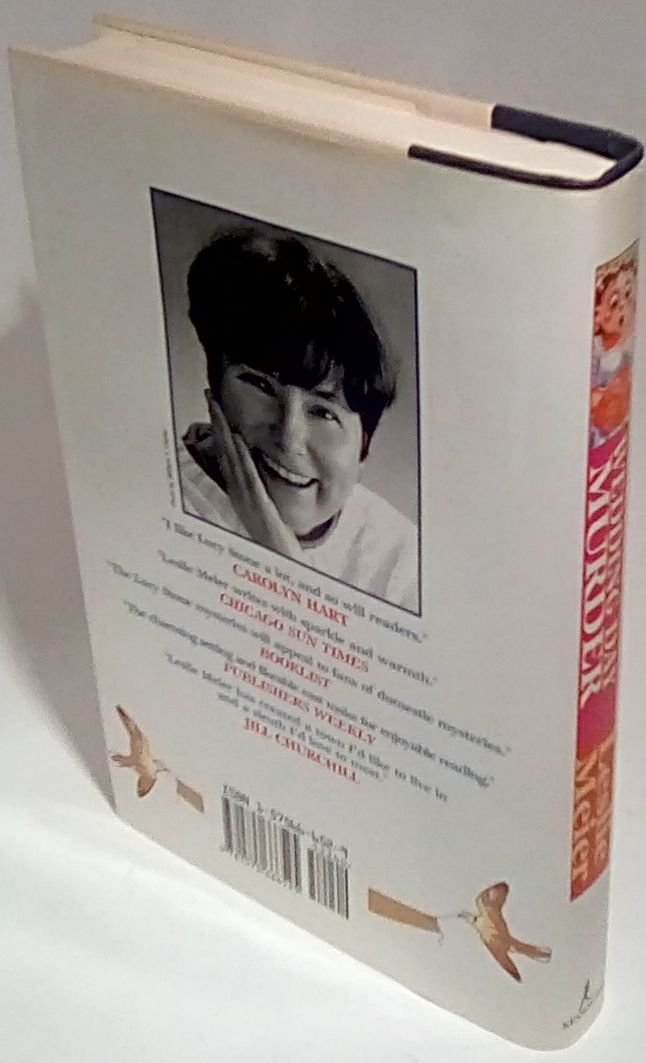 "I like Lucy Stone a lot, and so will readers."
CAROLYN HART
"Leslie Meier writes with sparkle and warmth."
CHICAGO SUN TIMES
"The Lucy Stone mysteries will appeal to fans of domestic mysteries."
BOOKLIST
"The charming setting and likeable cast make for enjoyable reading."
PUBLISHERS WEEKLY
"Leslie Meier has created a town I'd like to live in
and a sleuth I'd love to meet."
JILL CHURCHILL
ISBN
WEDDING DAY
MURDER
Leslie
Meier